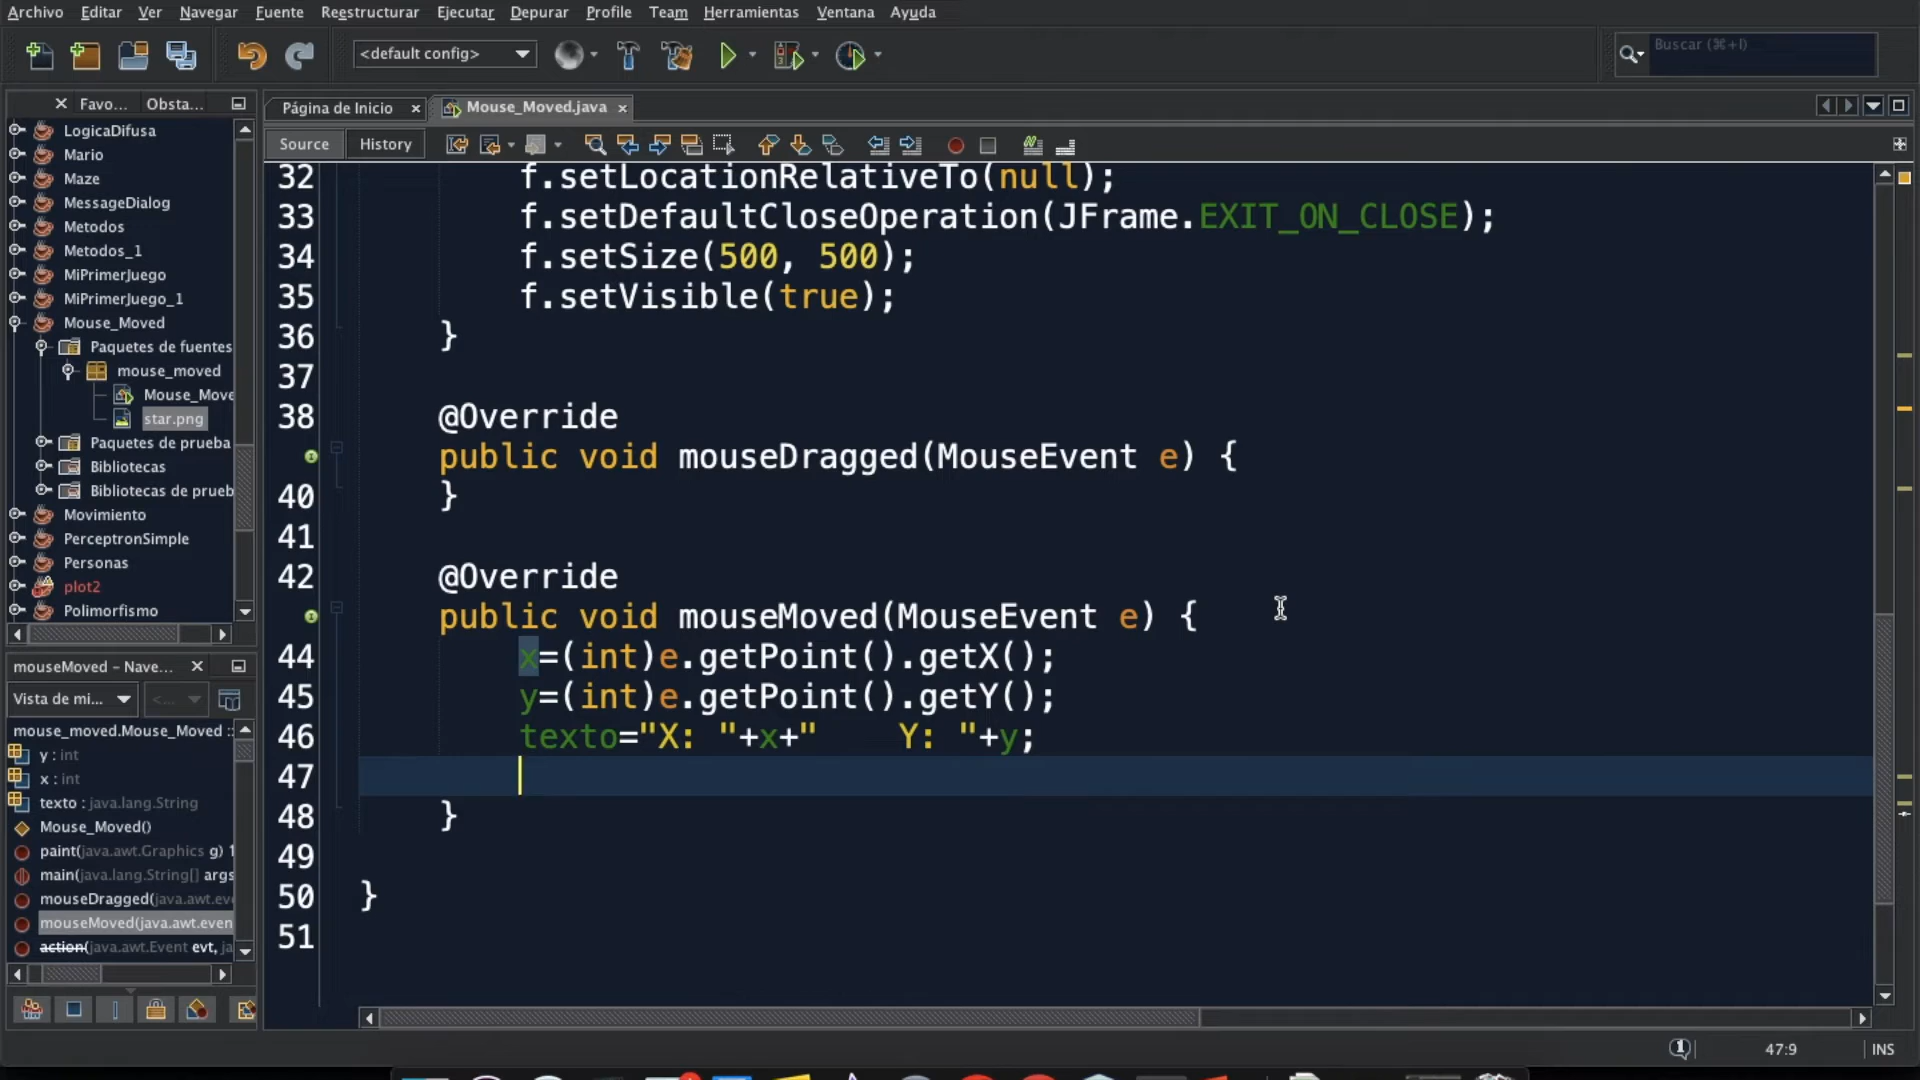 Archivo Editar Ver Navegar Fuente Reestructurar Ejecutar Depurar Profile Team Herramientas Ventana Ayuda
<default config>
Buscar (⌘+I)
Favo... Obsta...
Página de Inicio
Mouse_Moved.java
Source History
LogicaDifusa
Mario
Maze
MessageDialog
Metodos
Metodos_1
MiPrimerJuego
MiPrimerJuego_1
Mouse_Moved
Paquetes de fuentes
mouse_moved
Mouse_Move
star.png
Paquetes de prueba
Bibliotecas
Bibliotecas de prueb
Movimiento
PerceptronSimple
Personas
plot2
Polimorfismo
mouseMoved - Nave...
Vista de mi... <...
mouse_moved.Mouse_Moved ::
y : int
x : int
texto : java.lang.String
Mouse_Moved()
paint(java.awt.Graphics g)
main(java.lang.String[] args
mouseDragged(java.awt.eve
mouseMoved(java.awt.even
action(java.awt.Event evt, ja
32 f.setLocationRelativeTo(null);
33 f.setDefaultCloseOperation(JFrame.EXIT_ON_CLOSE);
34 f.setSize(500, 500);
35 f.setVisible(true);
36 }
37
38 @Override
public void mouseDragged(MouseEvent e) {
40 }
41
42 @Override
public void mouseMoved(MouseEvent e) {
44 x=(int)e.getPoint().getX();
45 y=(int)e.getPoint().getY();
46 texto="X: "+x+"    Y: "+y;
47
48 }
49
50 }
51
1 47:9 INS